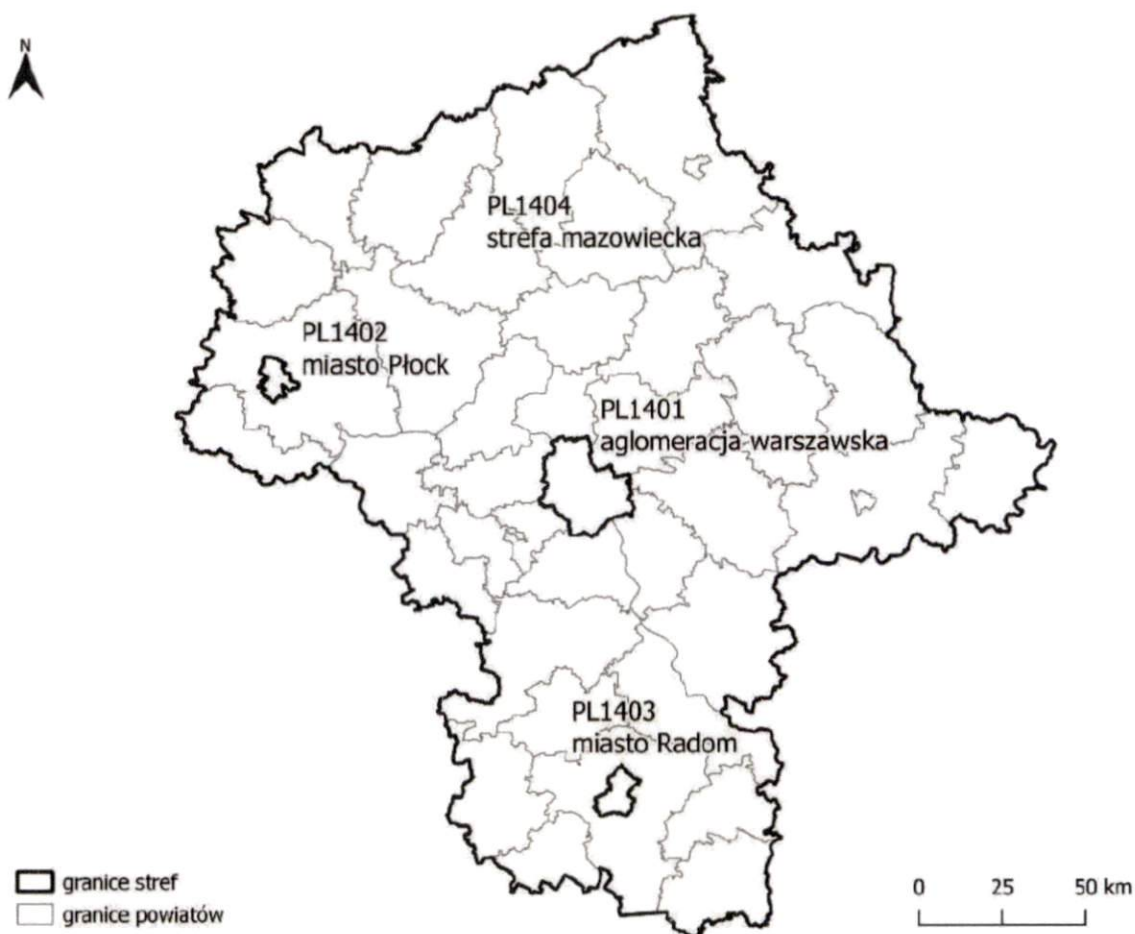 N
PL1404
strefa mazowiecka
PL1402
miasto Płock
PL1401
aglomeracja warszawska
PL1403
miasto Radom
granice stref
granice powiatów
0 25 50 km